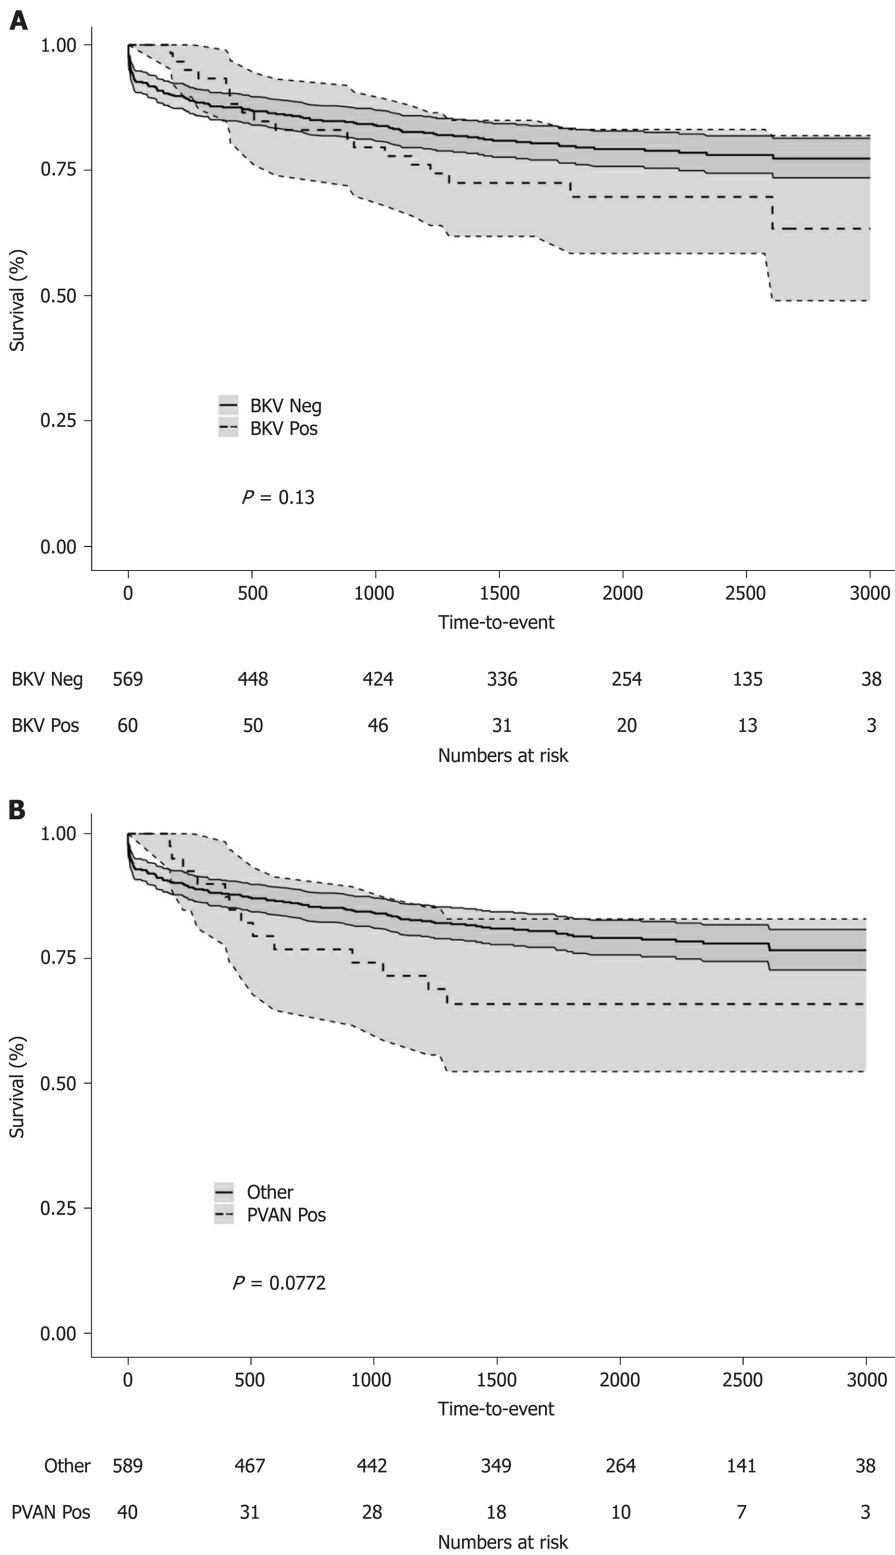 A
1.00
0.75
0.50
0.25
0.00
Survival (%)
BKV Neg
BKV Pos
P = 0.13
0 500 1000 1500 2000 2500 3000
Time-to-event
BKV Neg 569 448 424 336 254 135 38
BKV Pos 60 50 46 31 20 13 3
Numbers at risk
B
1.00
0.75
0.50
0.25
0.00
Survival (%)
Other
PVAN Pos
P = 0.0772
0 500 1000 1500 2000 2500 3000
Time-to-event
Other 589 467 442 349 264 141 38
PVAN Pos 40 31 28 18 10 7 3
Numbers at risk